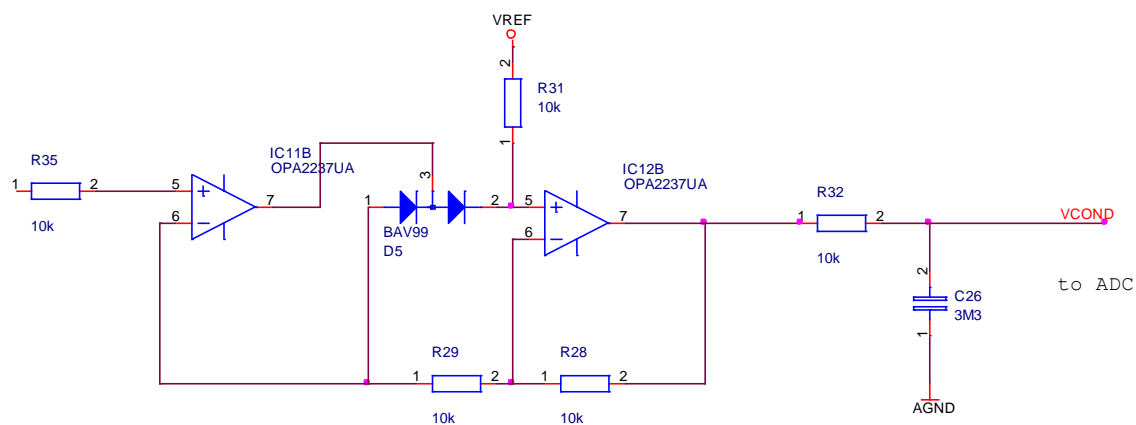 VREF
2
R31
10k
1
R35
1
2
10k
IC11B
OPA2237UA
5
+
6
−
7
3
1
2
BAV99
D5
IC12B
OPA2237UA
5
+
6
−
7
R32
1
2
10k
VCOND
to ADC
2
C26
3M3
1
AGND
R29
1
2
10k
R28
1
2
10k